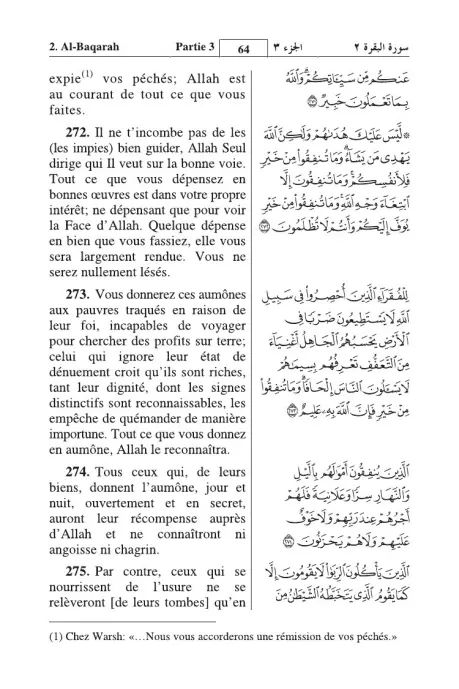 2. Al-Baqarah Partie 3 64 الجزء ٣ سورة البقرة ٢
expie(1) vos péchés; Allah est
au courant de tout ce que vous
faites.
272. Il ne t'incombe pas de les
(les impies) bien guider, Allah Seul
dirige qui Il veut sur la bonne voie.
Tout ce que vous dépensez en
bonnes œuvres est dans votre propre
intérêt; ne dépensant que pour voir
la Face d'Allah. Quelque dépense
en bien que vous fassiez, elle vous
sera largement rendue. Vous ne
serez nullement lésés.
273. Vous donnerez ces aumônes
aux pauvres traqués en raison de
leur foi, incapables de voyager
pour chercher des profits sur terre;
celui qui ignore leur état de
dénuement croit qu'ils sont riches,
tant leur dignité, dont les signes
distinctifs sont reconnaissables, les
empêche de quémander de manière
importune. Tout ce que vous donnez
en aumône, Allah le reconnaîtra.
274. Tous ceux qui, de leurs
biens, donnent l'aumône, jour et
nuit, ouvertement et en secret,
auront leur récompense auprès
d'Allah et ne connaîtront ni
angoisse ni chagrin.
275. Par contre, ceux qui se
nourrissent de l'usure ne se
relèveront [de leurs tombes] qu'en
عَنكُم مِّن سَيِّئَاتِكُمْ وَٱللَّهُ
بِمَا تَعْمَلُونَ خَبِيرٌ ٢٧١
۞ لَّيْسَ عَلَيْكَ هُدَىٰهُمْ وَلَٰكِنَّ ٱللَّهَ
يَهْدِى مَن يَشَآءُ وَمَا تُنفِقُواْ مِنْ خَيْرٍ
فَلِأَنفُسِكُمْ وَمَا تُنفِقُونَ إِلَّا
ٱبْتِغَآءَ وَجْهِ ٱللَّهِ وَمَا تُنفِقُواْ مِنْ خَيْرٍ
يُوَفَّ إِلَيْكُمْ وَأَنتُمْ لَا تُظْلَمُونَ ٢٧٢
لِلْفُقَرَآءِ ٱلَّذِينَ أُحْصِرُواْ فِى سَبِيلِ
ٱللَّهِ لَا يَسْتَطِيعُونَ ضَرْبًا فِى
ٱلْأَرْضِ يَحْسَبُهُمُ ٱلْجَاهِلُ أَغْنِيَآءَ
مِنَ ٱلتَّعَفُّفِ تَعْرِفُهُم بِسِيمَٰهُمْ
لَا يَسْـَٔلُونَ ٱلنَّاسَ إِلْحَافًا وَمَا تُنفِقُواْ
مِنْ خَيْرٍ فَإِنَّ ٱللَّهَ بِهِۦ عَلِيمٌ ٢٧٣
ٱلَّذِينَ يُنفِقُونَ أَمْوَٰلَهُم بِٱلَّيْلِ
وَٱلنَّهَارِ سِرًّا وَعَلَانِيَةً فَلَهُمْ
أَجْرُهُمْ عِندَ رَبِّهِمْ وَلَا خَوْفٌ
عَلَيْهِمْ وَلَا هُمْ يَحْزَنُونَ ٢٧٤
ٱلَّذِينَ يَأْكُلُونَ ٱلرِّبَوٰاْ لَا يَقُومُونَ إِلَّا
كَمَا يَقُومُ ٱلَّذِى يَتَخَبَّطُهُ ٱلشَّيْطَٰنُ مِنَ
(1) Chez Warsh: «…Nous vous accorderons une rémission de vos péchés.»